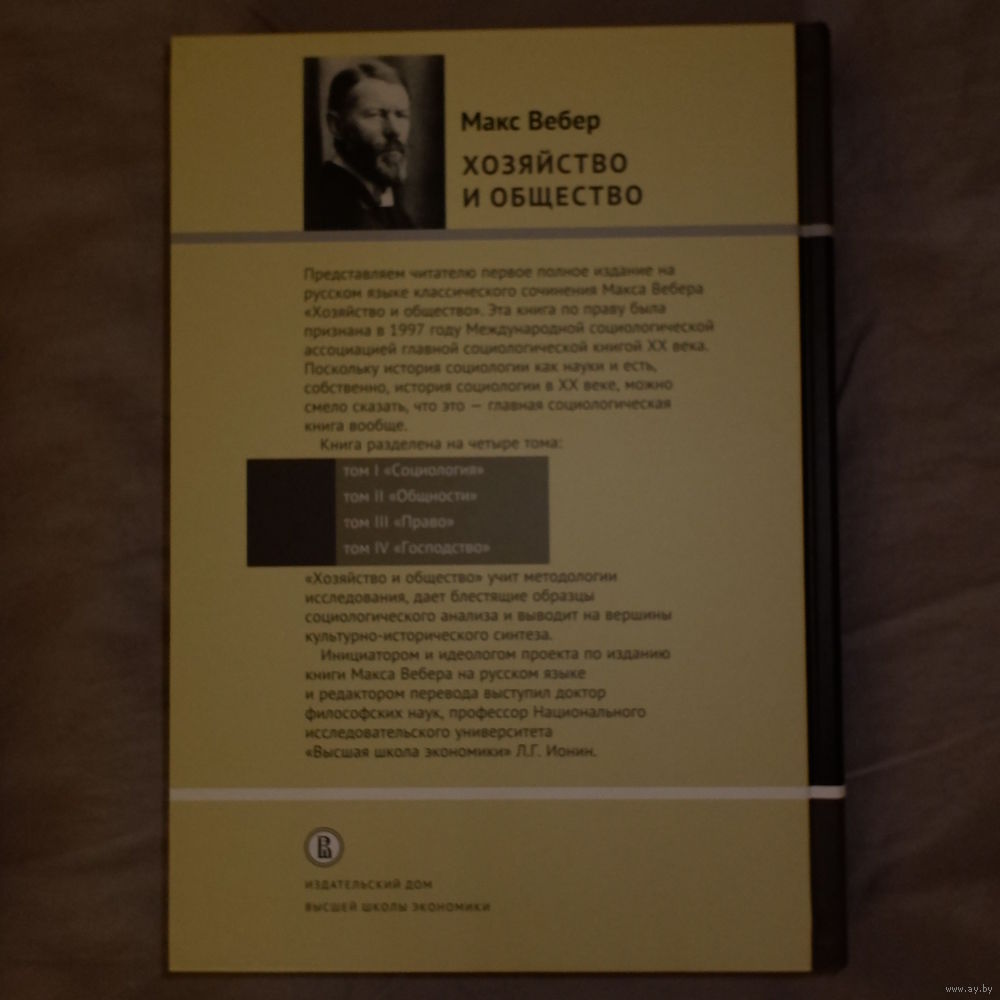 Макс Вебер
ХОЗЯЙСТВО
И ОБЩЕСТВО
Представляем читателю первое полное издание на
русском языке классического сочинения Макса Вебера
«Хозяйство и общество». Эта книга по праву была
признана в 1997 году Международной социологической
ассоциацией главной социологической книгой XX века.
Поскольку история социологии как науки и есть,
собственно, история социологии в XX веке, можно
смело сказать, что это — главная социологическая
книга вообще.
Книга разделена на четыре тома:
том I «Социология»
том II «Общности»
том III «Право»
том IV «Господство»
«Хозяйство и общество» учит методологии
исследования, дает блестящие образцы
социологического анализа и выводит на вершины
культурно-исторического синтеза.
Инициатором и идеологом проекта по изданию
книги Макса Вебера на русском языке
и редактором перевода выступил доктор
философских наук, профессор Национального
исследовательского университета
«Высшая школа экономики» Л.Г. Ионин.
ИЗДАТЕЛЬСКИЙ ДОМ
ВЫСШЕЙ ШКОЛЫ ЭКОНОМИКИ
www.ay.by